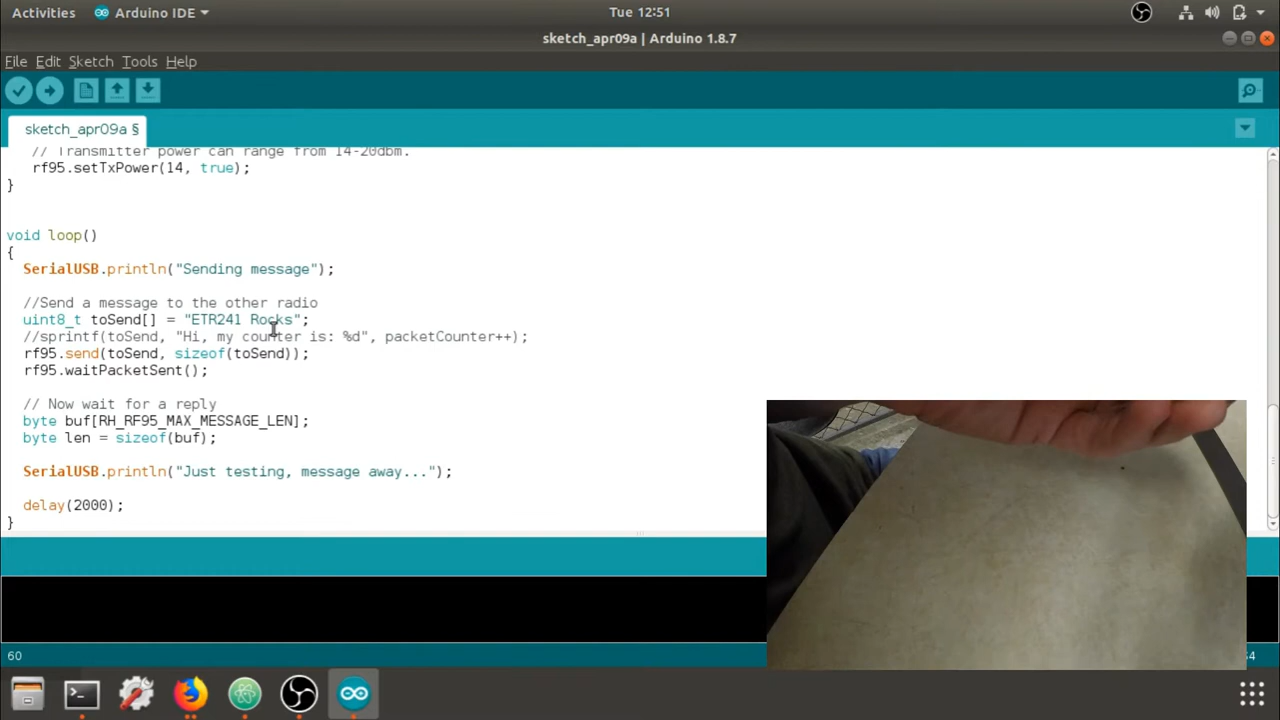 Activities Arduino IDE Tue 12:51
sketch_apr09a | Arduino 1.8.7
File Edit Sketch Tools Help
sketch_apr09a §
// Transmitter power can range from 14-20dbm.
rf95.setTxPower(14, true);
}
void loop()
{
SerialUSB.println("Sending message");
//Send a message to the other radio
uint8_t toSend[] = "ETR241 Rocks";
//sprintf(toSend, "Hi, my counter is: %d", packetCounter++);
rf95.send(toSend, sizeof(toSend));
rf95.waitPacketSent();
// Now wait for a reply
byte buf[RH_RF95_MAX_MESSAGE_LEN];
byte len = sizeof(buf);
SerialUSB.println("Just testing, message away...");
delay(2000);
}
60